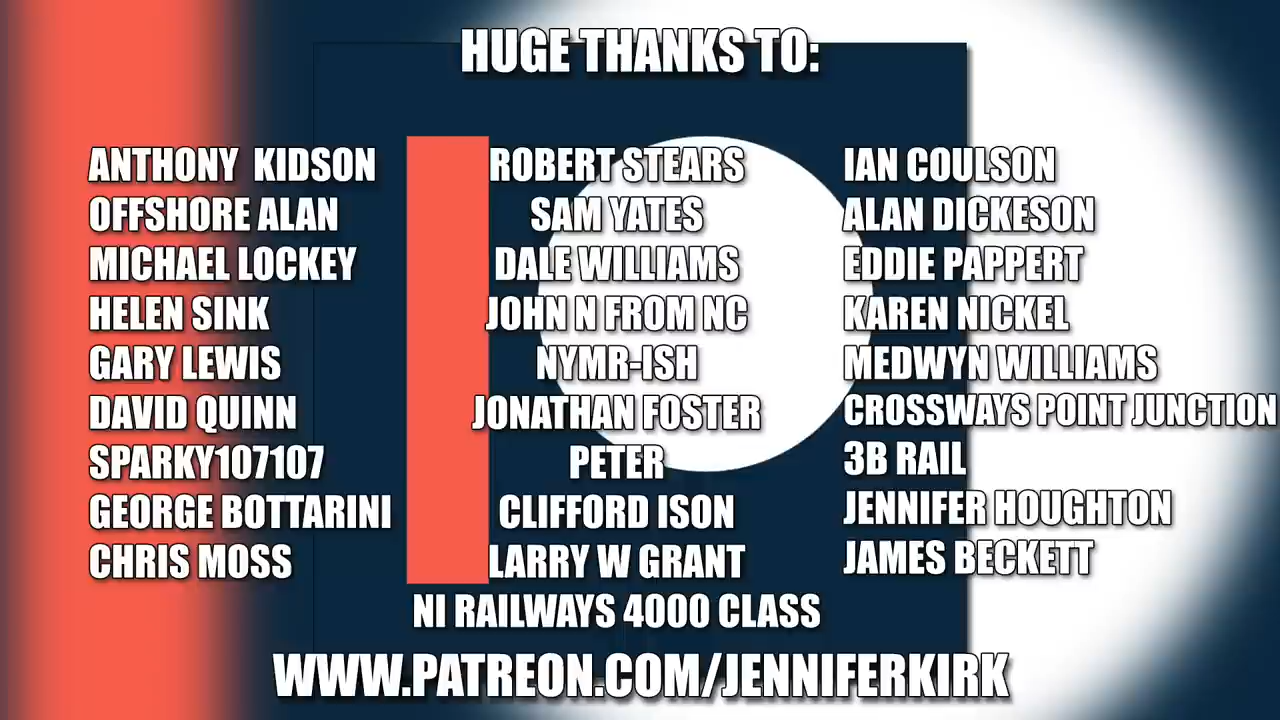 HUGE THANKS TO:
ANTHONY KIDSON
OFFSHORE ALAN
MICHAEL LOCKEY
HELEN SINK
GARY LEWIS
DAVID QUINN
SPARKY107107
GEORGE BOTTARINI
CHRIS MOSS
ROBERT STEARS
SAM YATES
DALE WILLIAMS
JOHN N FROM NC
NYMR-ISH
JONATHAN FOSTER
PETER
CLIFFORD ISON
LARRY W GRANT
NI RAILWAYS 4000 CLASS
IAN COULSON
ALAN DICKESON
EDDIE PAPPERT
KAREN NICKEL
MEDWYN WILLIAMS
CROSSWAYS POINT JUNCTION
3B RAIL
JENNIFER HOUGHTON
JAMES BECKETT
WWW.PATREON.COM/JENNIFERKIRK